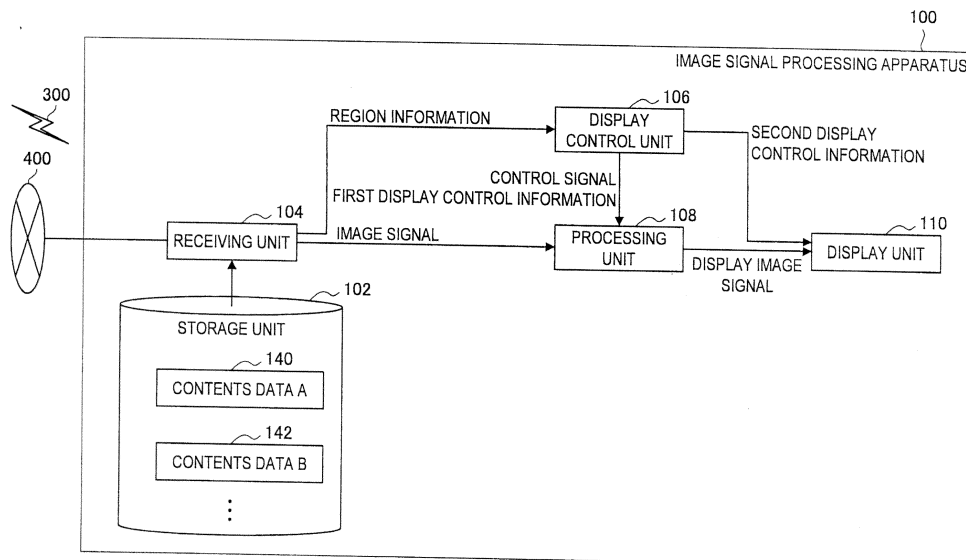 100
IMAGE SIGNAL PROCESSING APPARATUS
300
400
REGION INFORMATION
106
DISPLAY
CONTROL UNIT
SECOND DISPLAY
CONTROL INFORMATION
CONTROL SIGNAL
FIRST DISPLAY CONTROL INFORMATION
104
RECEIVING UNIT
IMAGE SIGNAL
108
PROCESSING
UNIT
110
DISPLAY UNIT
DISPLAY IMAGE
SIGNAL
102
STORAGE UNIT
140
CONTENTS DATA A
142
CONTENTS DATA B